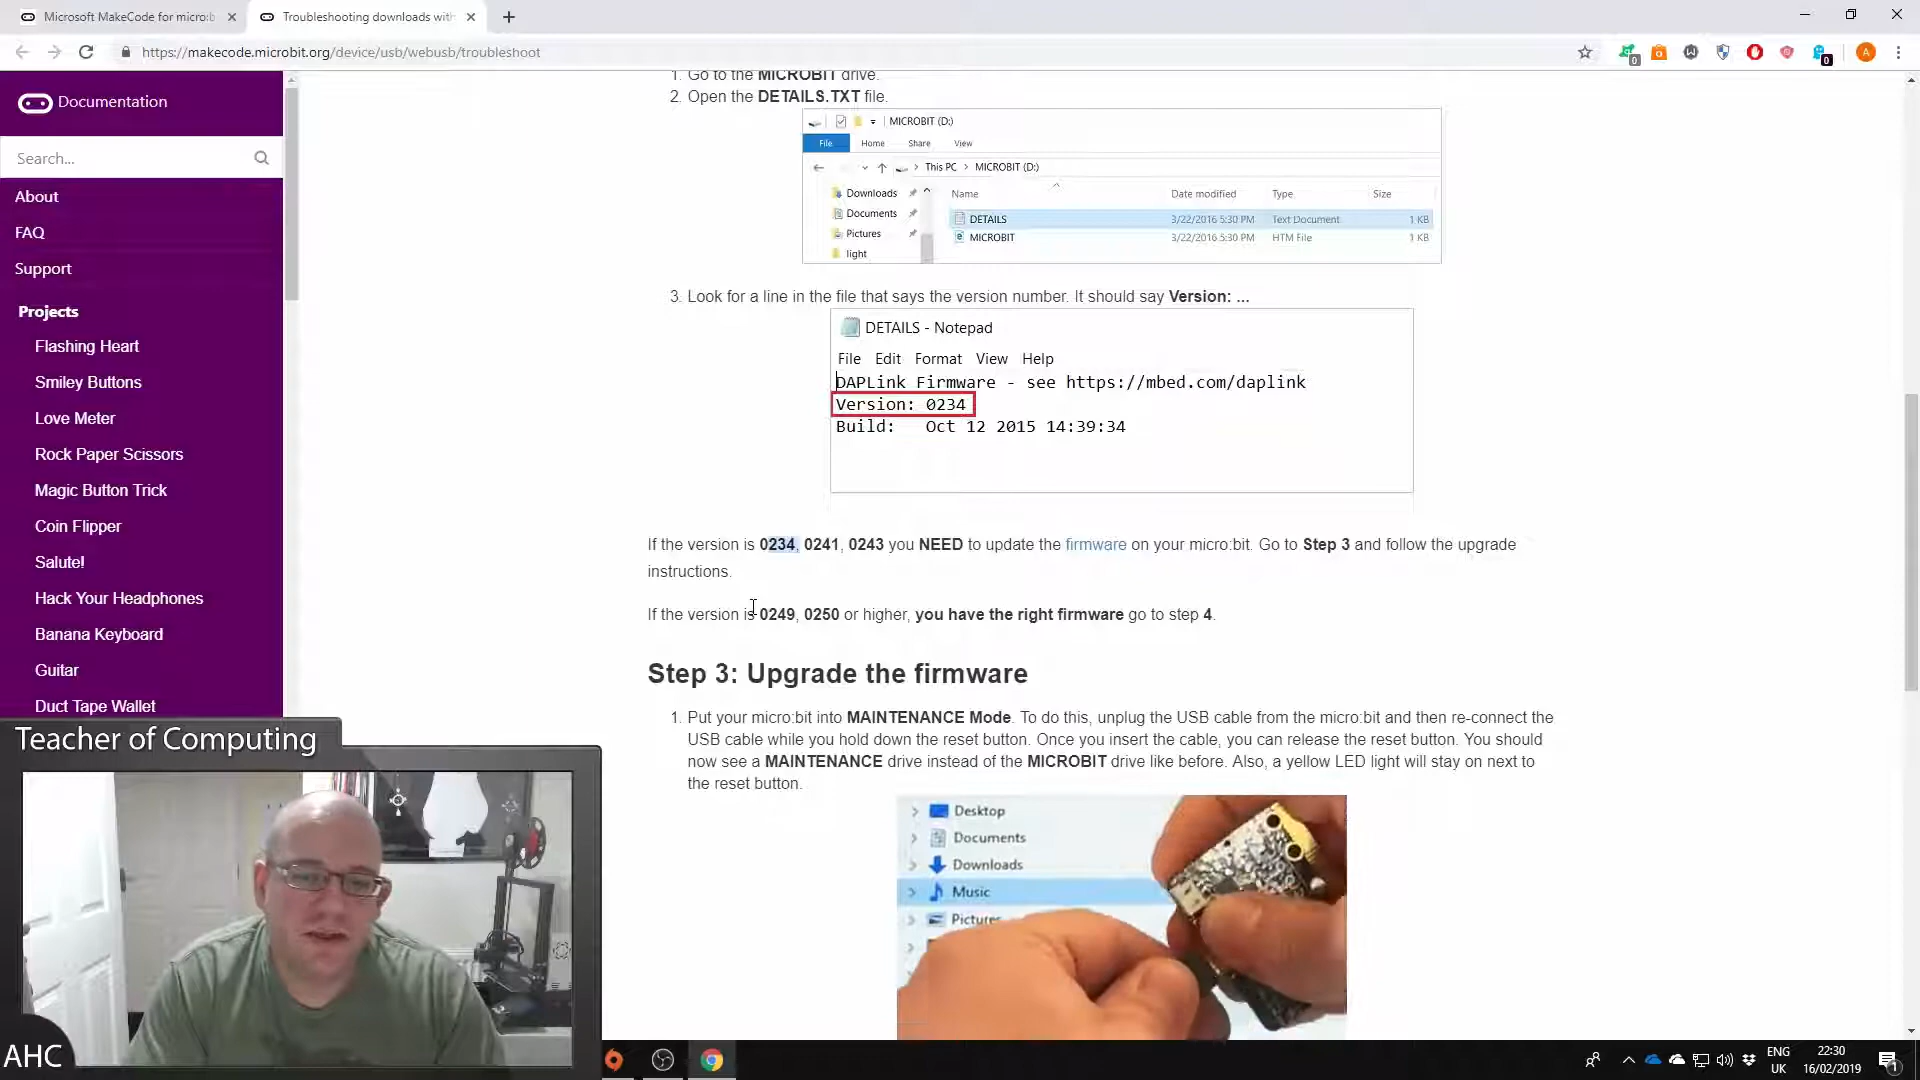 Microsoft MakeCode for micro:b
Troubleshooting downloads with
https://makecode.microbit.org/device/usb/webusb/troubleshoot
0
0
A
Documentation
Search...
About
FAQ
Support
Projects
Flashing Heart
Smiley Buttons
Love Meter
Rock Paper Scissors
Magic Button Trick
Coin Flipper
Salute!
Hack Your Headphones
Banana Keyboard
Guitar
Duct Tape Wallet
1. Go to the MICROBIT drive.
2. Open the DETAILS.TXT file.
MICROBIT (D:)
File Home Share View
This PC > MICROBIT (D:)
Downloads
Documents
Pictures
light
Name Date modified Type Size
DETAILS 3/22/2016 5:30 PM Text Document 1 KB
MICROBIT 3/22/2016 5:30 PM HTM File 1 KB
3. Look for a line in the file that says the version number. It should say Version: ...
DETAILS - Notepad
File Edit Format View Help
DAPLink Firmware - see https://mbed.com/daplink
Version: 0234
Build: Oct 12 2015 14:39:34
If the version is 0234, 0241, 0243 you NEED to update the firmware on your micro:bit. Go to Step 3 and follow the upgrade
instructions.
If the version is 0249, 0250 or higher, you have the right firmware go to step 4.
Step 3: Upgrade the firmware
1. Put your micro:bit into MAINTENANCE Mode. To do this, unplug the USB cable from the micro:bit and then re-connect the
USB cable while you hold down the reset button. Once you insert the cable, you can release the reset button. You should
now see a MAINTENANCE drive instead of the MICROBIT drive like before. Also, a yellow LED light will stay on next to
the reset button.
Desktop
Documents
Downloads
Music
Pictures
Teacher of Computing
AHC
ENG
UK
22:30
16/02/2019
1